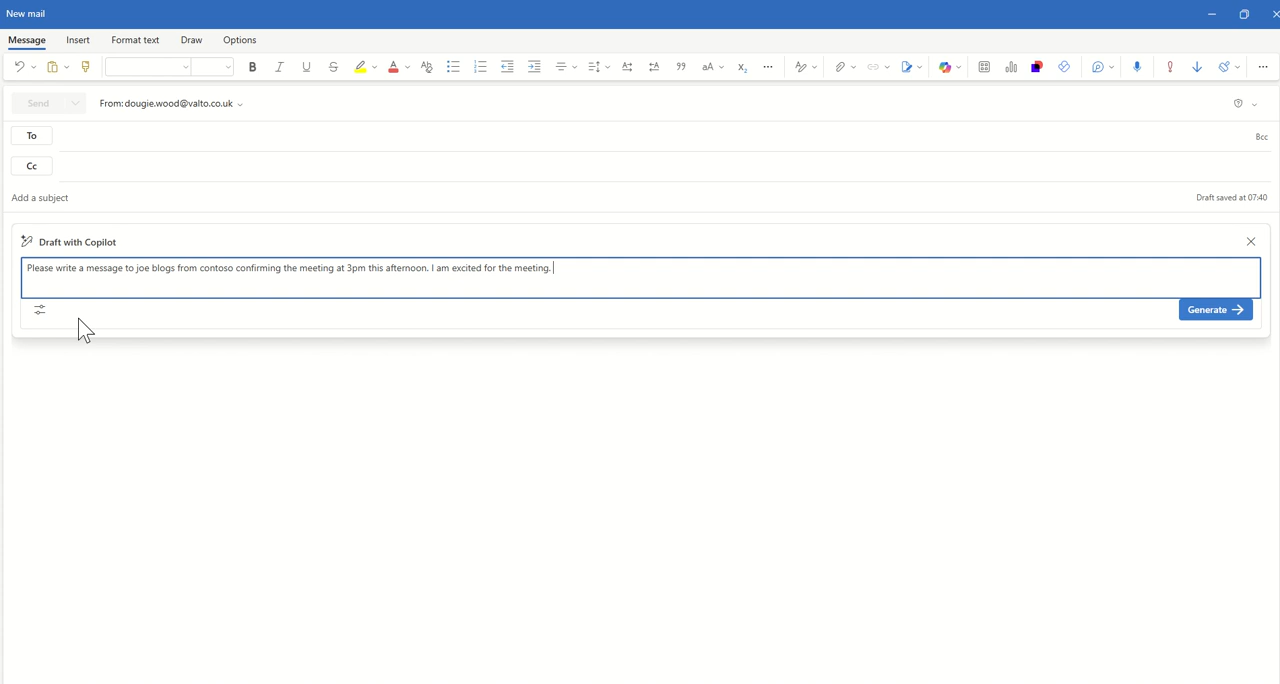 New mail
Message Insert Format text Draw Options
Send From: dougie.wood@valto.co.uk
To Bcc
Cc
Add a subject Draft saved at 07:40
Draft with Copilot
Please write a message to joe blogs from contoso confirming the meeting at 3pm this afternoon. I am excited for the meeting.
Generate